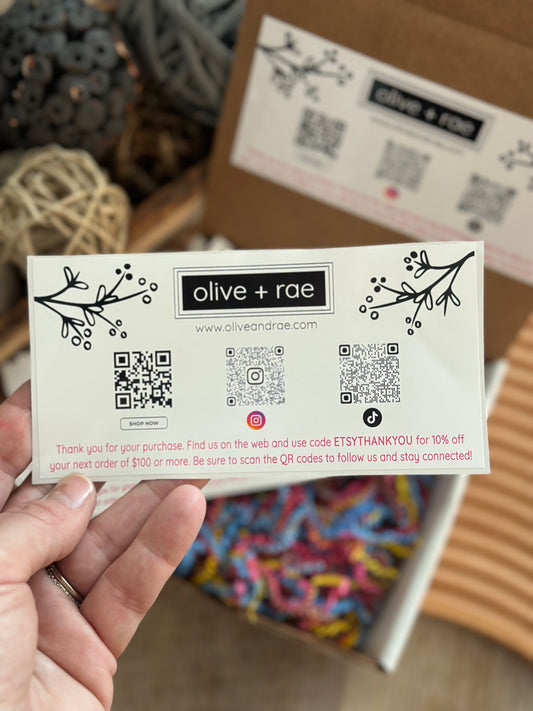 olive + rae
www.oliveandrae.com
SHOP NOW
Thank you for your purchase. Find us on the web and use code ETSYTHANKYOU for 10% off
your next order of $100 or more. Be sure to scan the QR codes to follow us and stay connected!
olive + rae